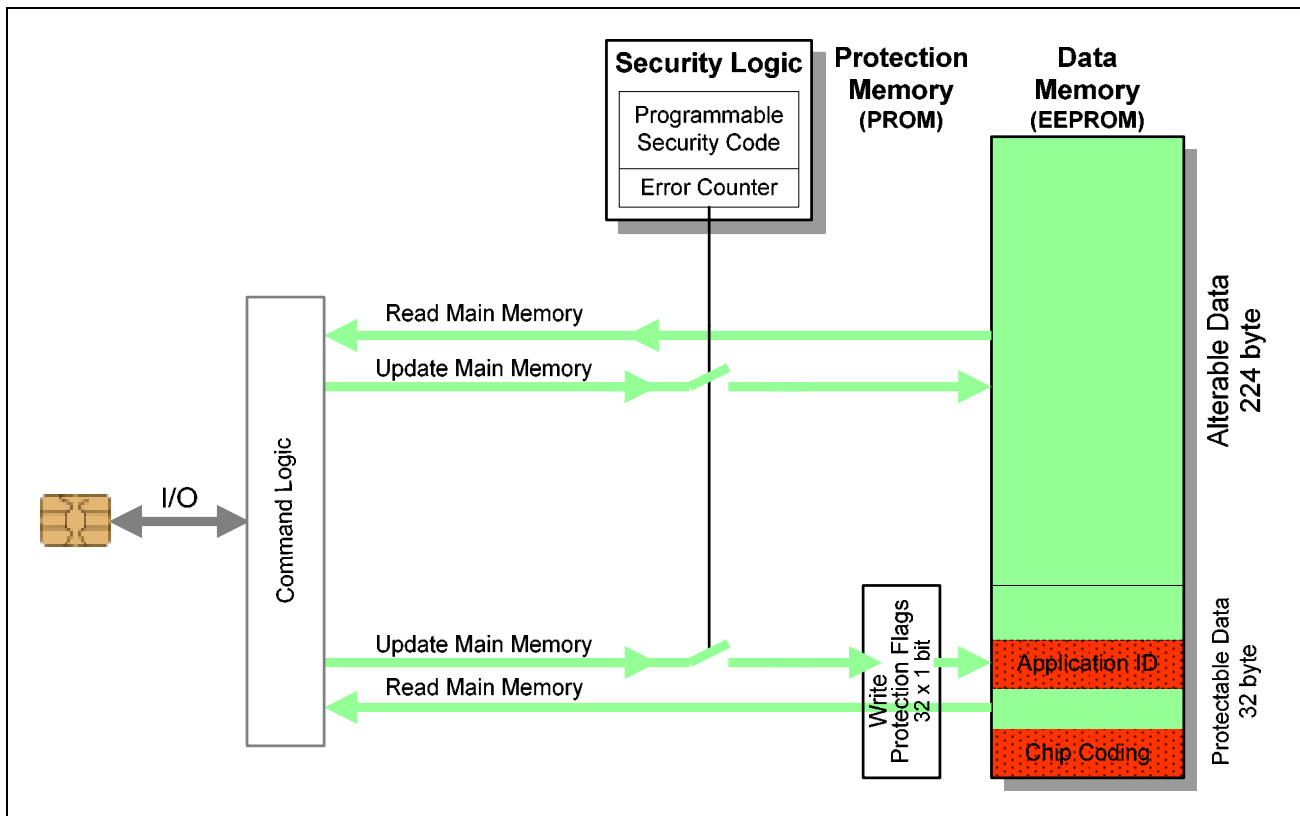 Security Logic
Programmable
Security Code
Error Counter
Protection
Memory
(PROM)
Data
Memory
(EEPROM)
Read Main Memory
Update Main Memory
Alterable Data
224 byte
I/O
Command Logic
Update Main Memory
Read Main Memory
Write
Protection Flags
32 x 1 bit
Application ID
Chip Coding
Protectable Data
32 byte